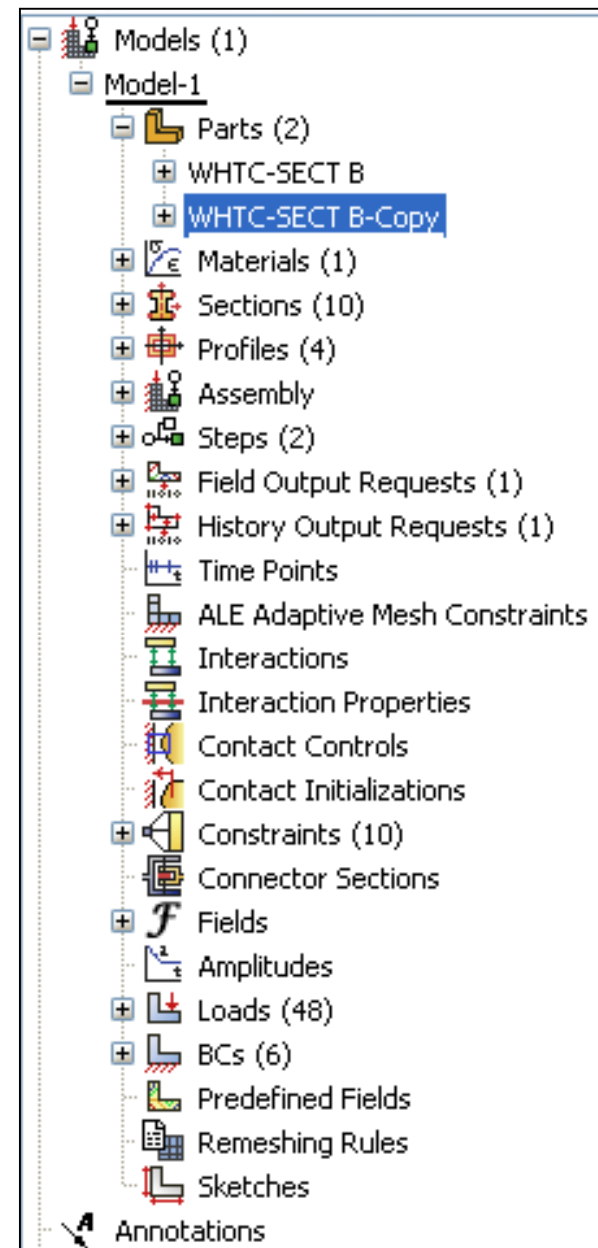 Models (1)
Model-1
Parts (2)
WHTC-SECT B
WHTC-SECT B-Copy
Materials (1)
Sections (10)
Profiles (4)
Assembly
Steps (2)
Field Output Requests (1)
History Output Requests (1)
Time Points
ALE Adaptive Mesh Constraints
Interactions
Interaction Properties
Contact Controls
Contact Initializations
Constraints (10)
Connector Sections
Fields
Amplitudes
Loads (48)
BCs (6)
Predefined Fields
Remeshing Rules
Sketches
Annotations